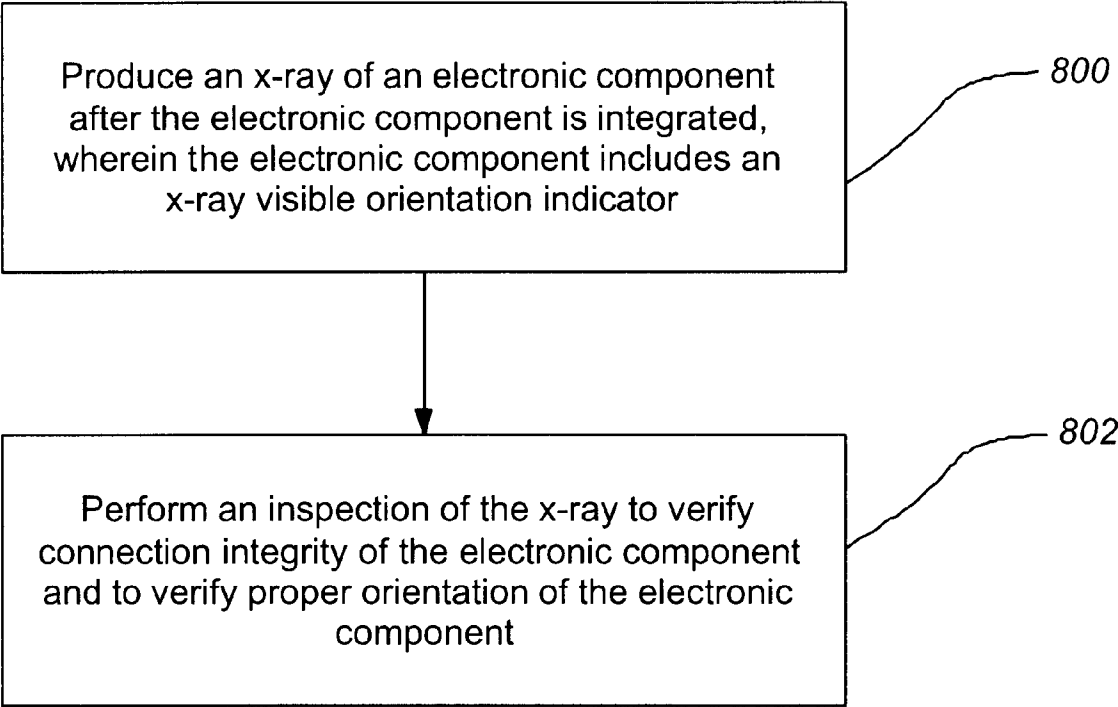 Produce an x-ray of an electronic component
after the electronic component is integrated,
wherein the electronic component includes an
x-ray visible orientation indicator
800
Perform an inspection of the x-ray to verify
connection integrity of the electronic component
and to verify proper orientation of the electronic
component
802